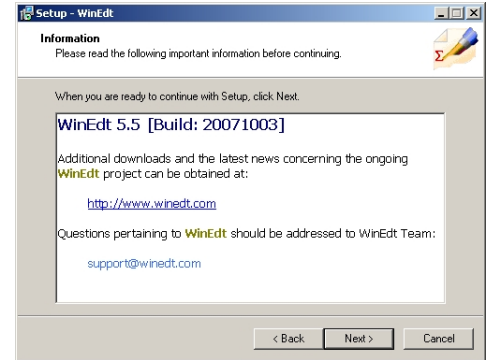 Setup - WinEdt
Information
Please read the following important information before continuing.
Σ
When you are ready to continue with Setup, click Next.
WinEdt 5.5 [Build: 20071003]
Additional downloads and the latest news concerning the ongoing
WinEdt project can be obtained at:
http://www.winedt.com
Questions pertaining to WinEdt should be addressed to WinEdt Team:
support@winedt.com
< Back
Next >
Cancel